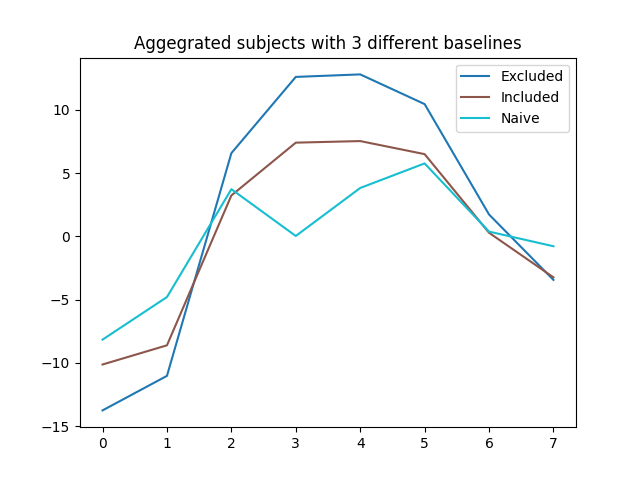 Aggegrated subjects with 3 different baselines
Excluded
Included
Naive
10
5
0
−5
−10
−15
0 1 2 3 4 5 6 7